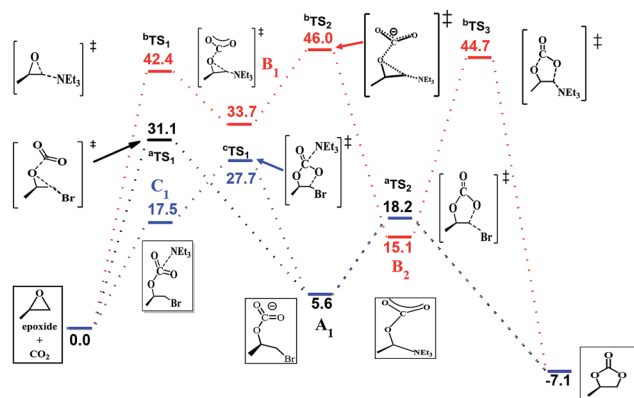 bTS1
42.4
bTS2
46.0
bTS3
44.7
B1
33.7
31.1
aTS1
cTS1
27.7
C1
17.5
aTS2
18.2
15.1
B2
5.6
A1
0.0
-7.1
epoxide
+
CO2
‡
O
NEt3
‡
O
O
O
Br
‡
O
O
O
NEt3
‡
O
O
O
⊖
NEt3
‡
O
O
O
NEt3
‡
NEt3
O
O
O
Br
‡
O
O
O
Br
NEt3
O
O
O
Br
O
O
O
⊖
Br
O
O
O
NEt3
O
O
O
O